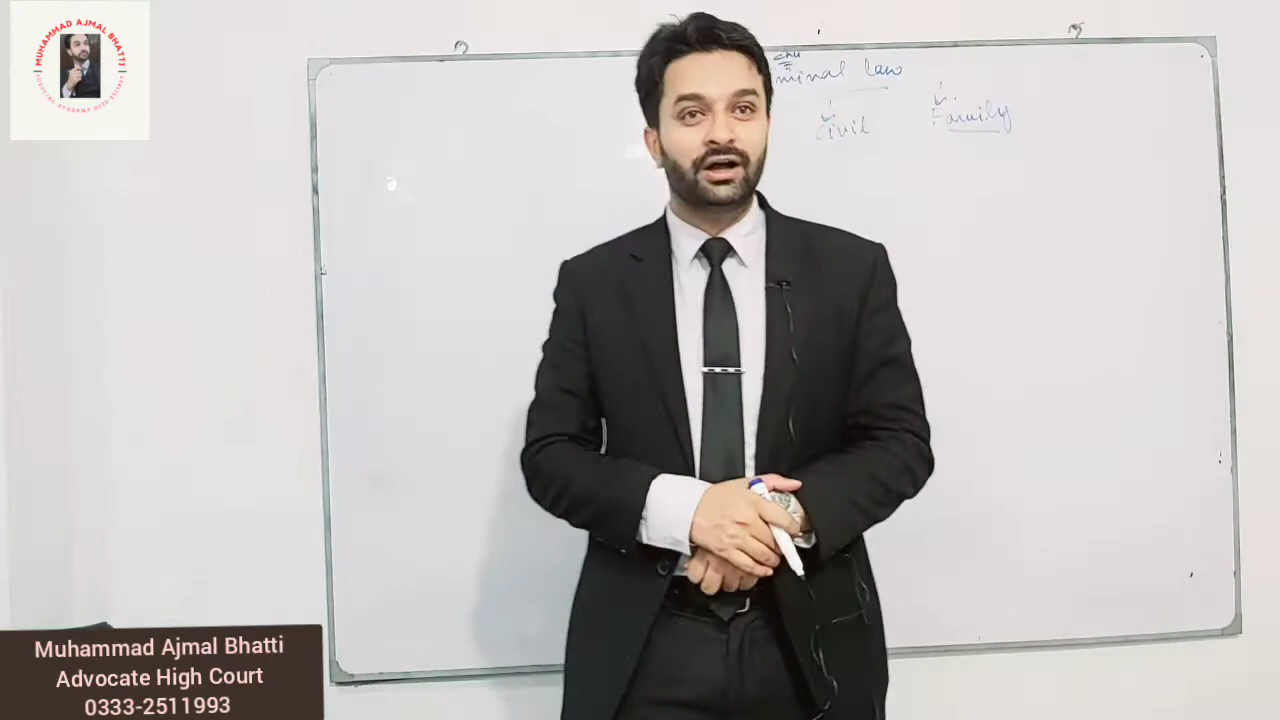 MUHAMMAD AJMAL BHATTI
minal law
Civil
Family
Muhammad Ajmal Bhatti
Advocate High Court
0333-2511993